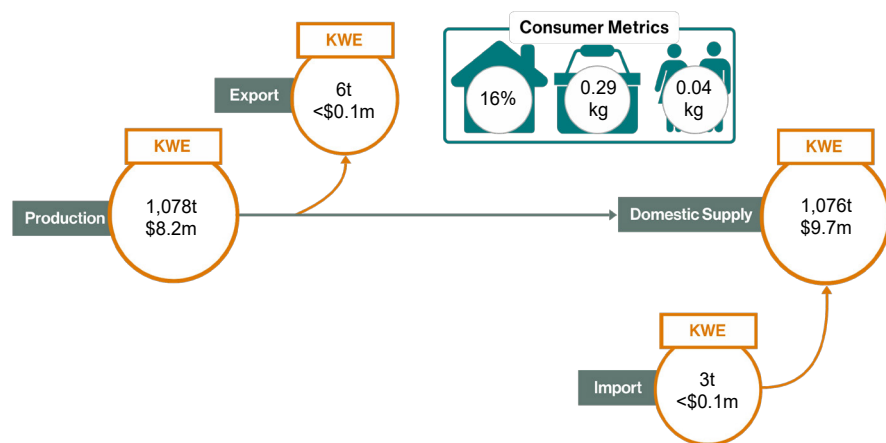 Consumer Metrics
16%
0.29
kg
0.04
kg
KWE
Export
6t
<$0.1m
KWE
Production
1,078t
$8.2m
KWE
Domestic Supply
1,076t
$9.7m
KWE
Import
3t
<$0.1m